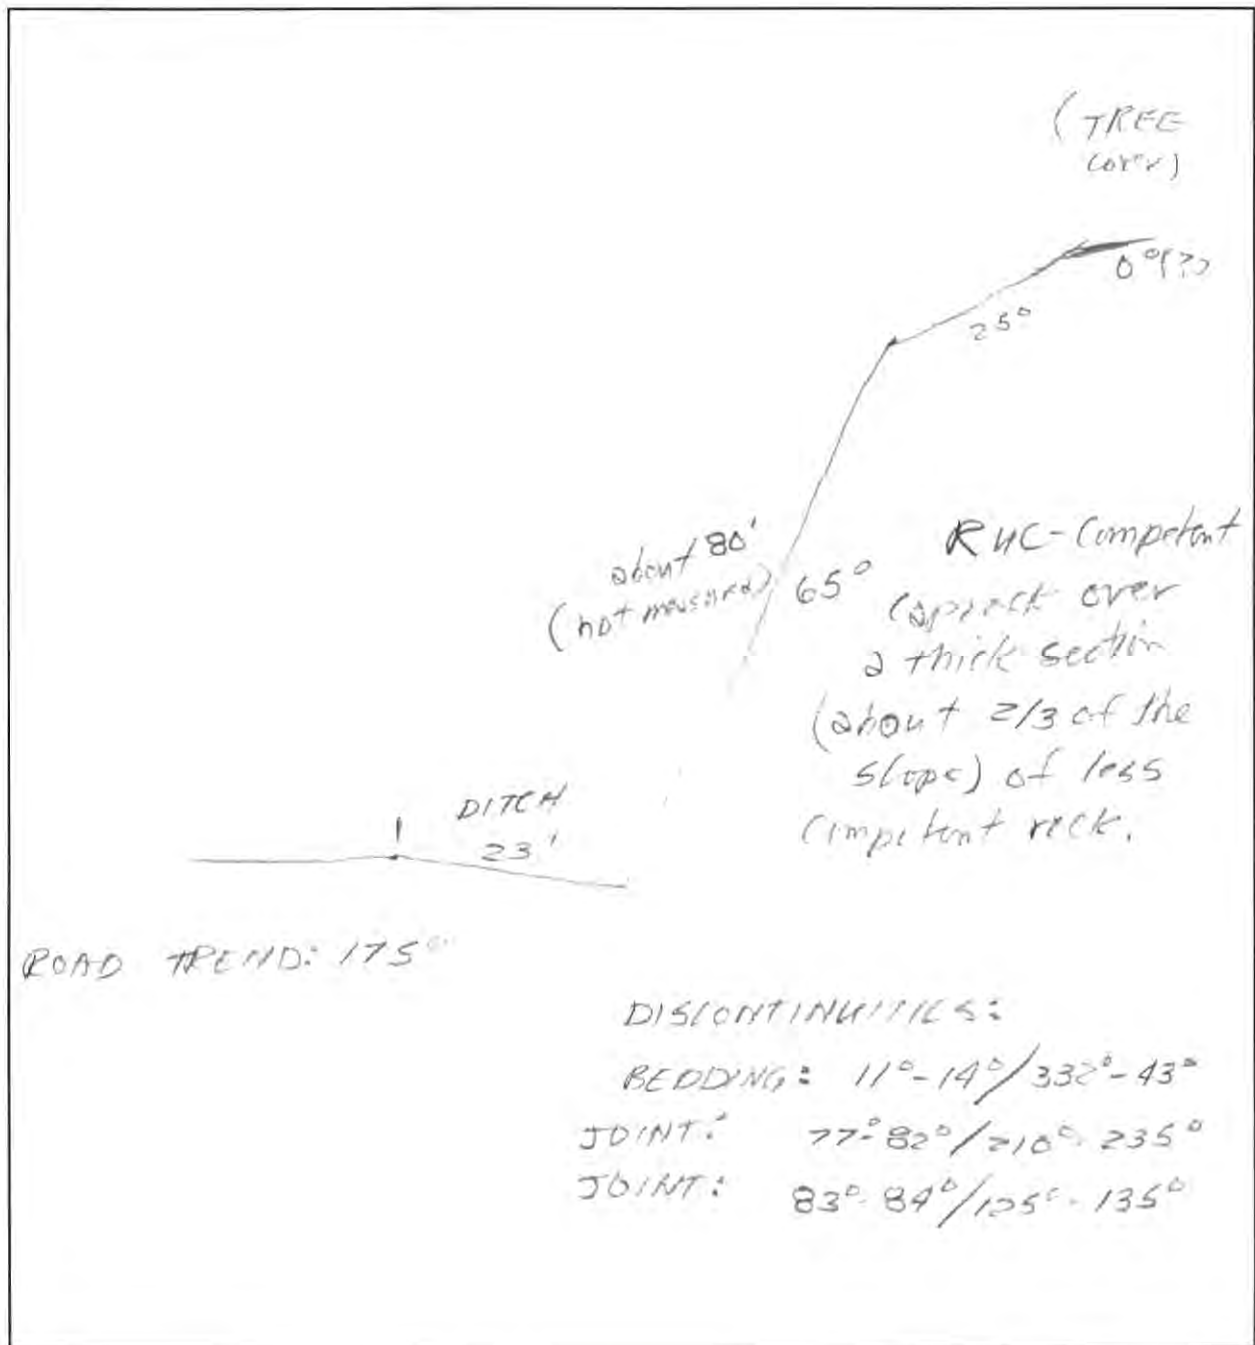 (TREE
cover)
0°(?)
25°
about 80'
(not measured)
65°
RUC-Competent
caprock over
a thick section
(about 2/3 of the
slope) of less
competent rock.
DITCH
23'
ROAD TREND: 175°
DISCONTINUITIES:
BEDDING: 11°-14°/332°-43°
JOINT: 77°-82°/210°-235°
JOINT: 83°-84°/125°-135°